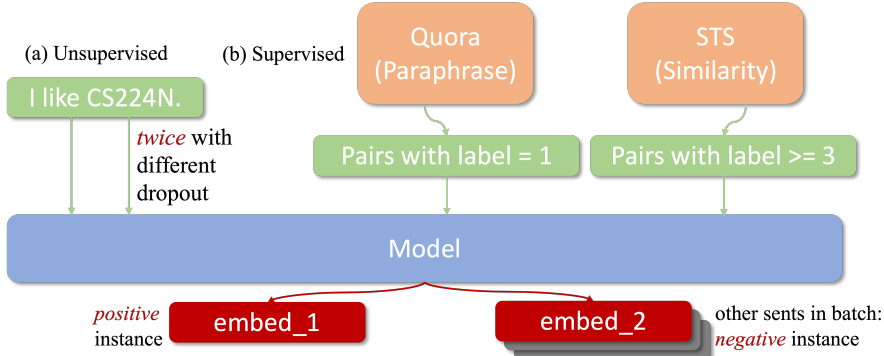 (a) Unsupervised
I like CS224N.
twice with
different
dropout
(b) Supervised
Quora
(Paraphrase)
STS
(Similarity)
Pairs with label = 1
Pairs with label >= 3
Model
positive
instance
embed_1
embed_2
other sents in batch:
negative instance